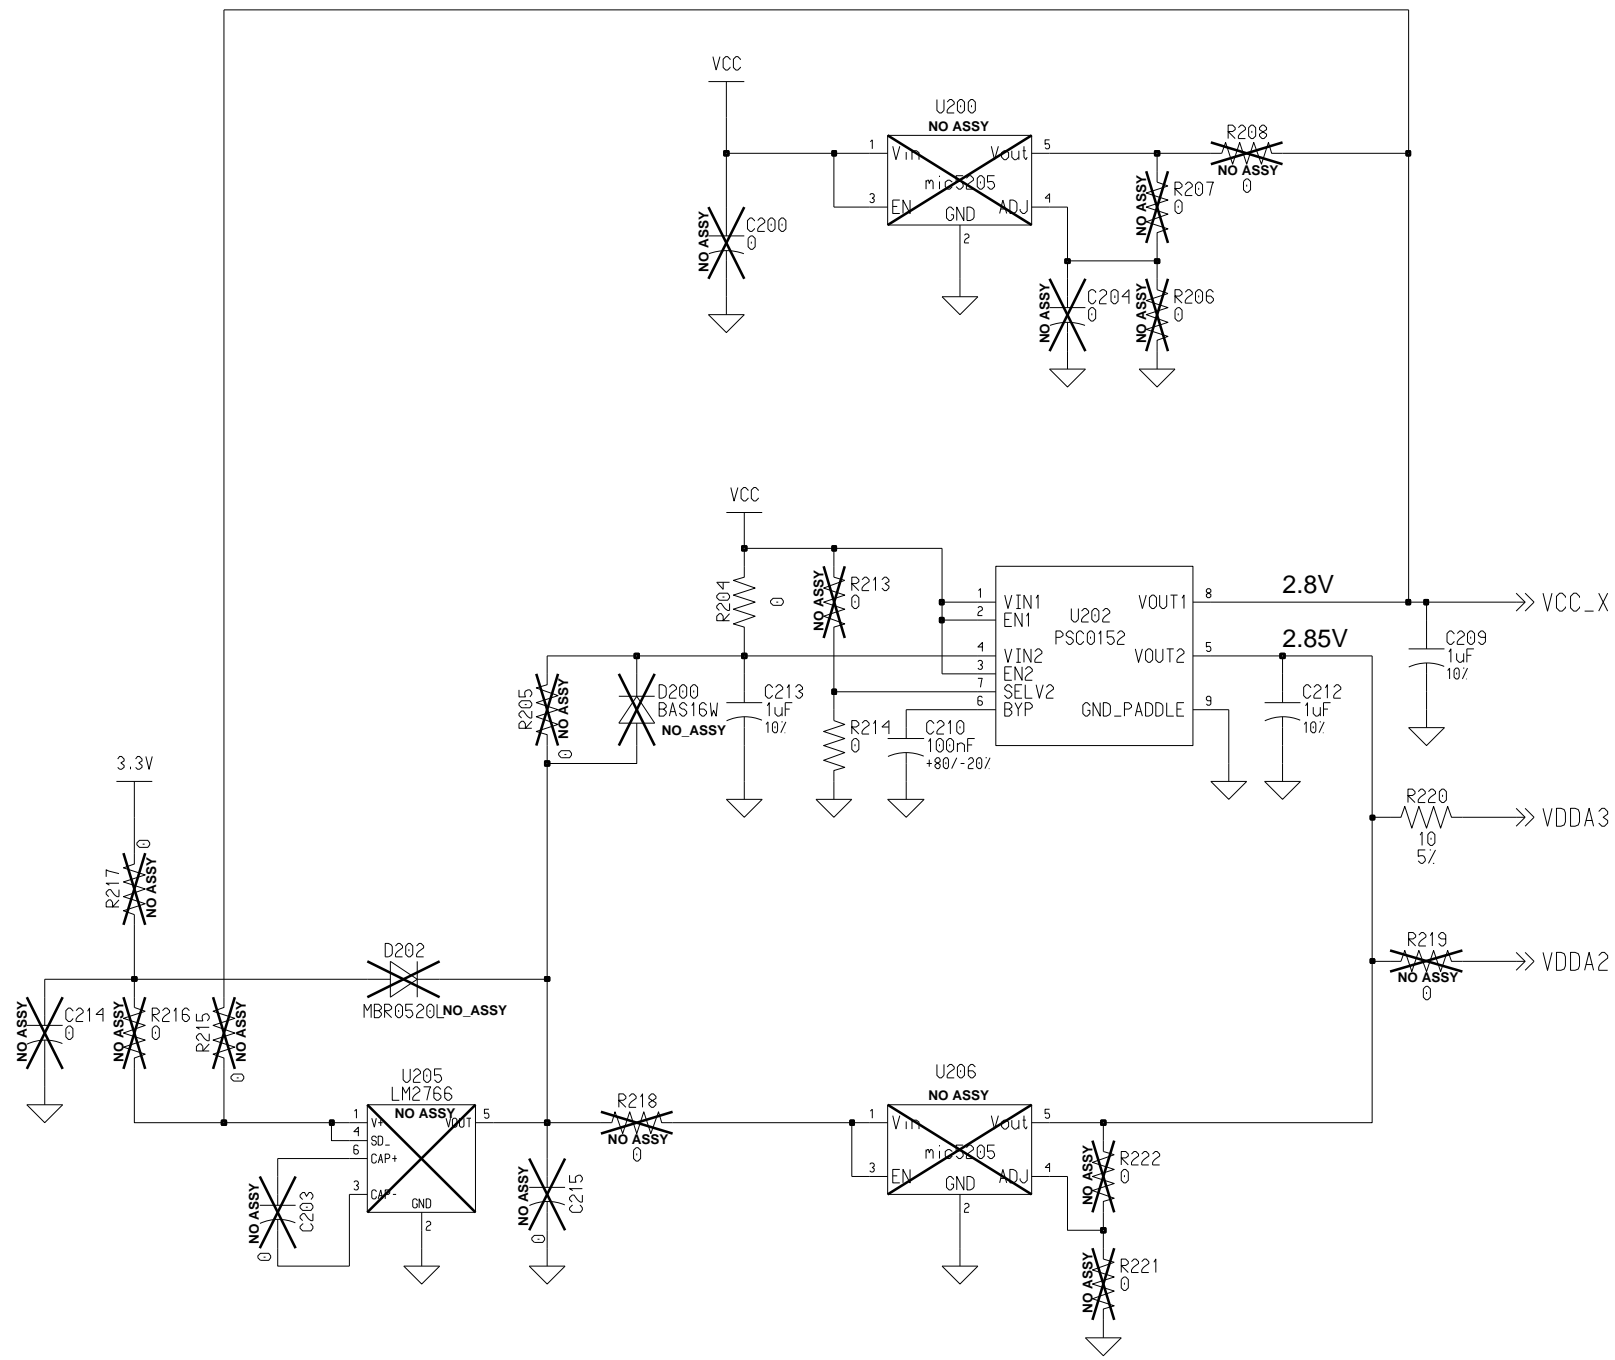 VCC
U200
NO ASSY
1
Vin
Vout
5
mic5205
3
EN
ADJ
4
GND
2
R208
NO ASSY
0
NO ASSY
R207
0
NO ASSY
C200
0
NO ASSY
C204
0
NO ASSY
R206
0
VCC
R204
0
NO ASSY
R213
0
1
VIN1
2
EN1
4
VIN2
3
EN2
7
SELV2
6
BYP
U202
PSC0152
VOUT1
8
VOUT2
5
GND_PADDLE
9
2.8V
2.85V
VCC_X
C209
1uF
10%
C212
1uF
10%
R205
NO ASSY
0
D200
BAS16W
NO_ASSY
C213
1uF
10%
R214
0
C210
100nF
+80/-20%
3.3V
0
R217
NO ASSY
R220
10
5%
VDDA3
R219
NO ASSY
0
VDDA2
D202
MBR0520L
NO_ASSY
NO ASSY
C214
0
NO ASSY
R216
0
R215
NO ASSY
0
U205
LM2766
NO ASSY
1
V+
VOUT
5
4
SD_
6
CAP+
3
CAP-
GND
2
NO ASSY
C203
0
R218
NO ASSY
0
NO ASSY
C215
0
U206
NO ASSY
1
Vin
Vout
5
mic5205
3
EN
ADJ
4
GND
2
NO ASSY
R222
0
NO ASSY
R221
0